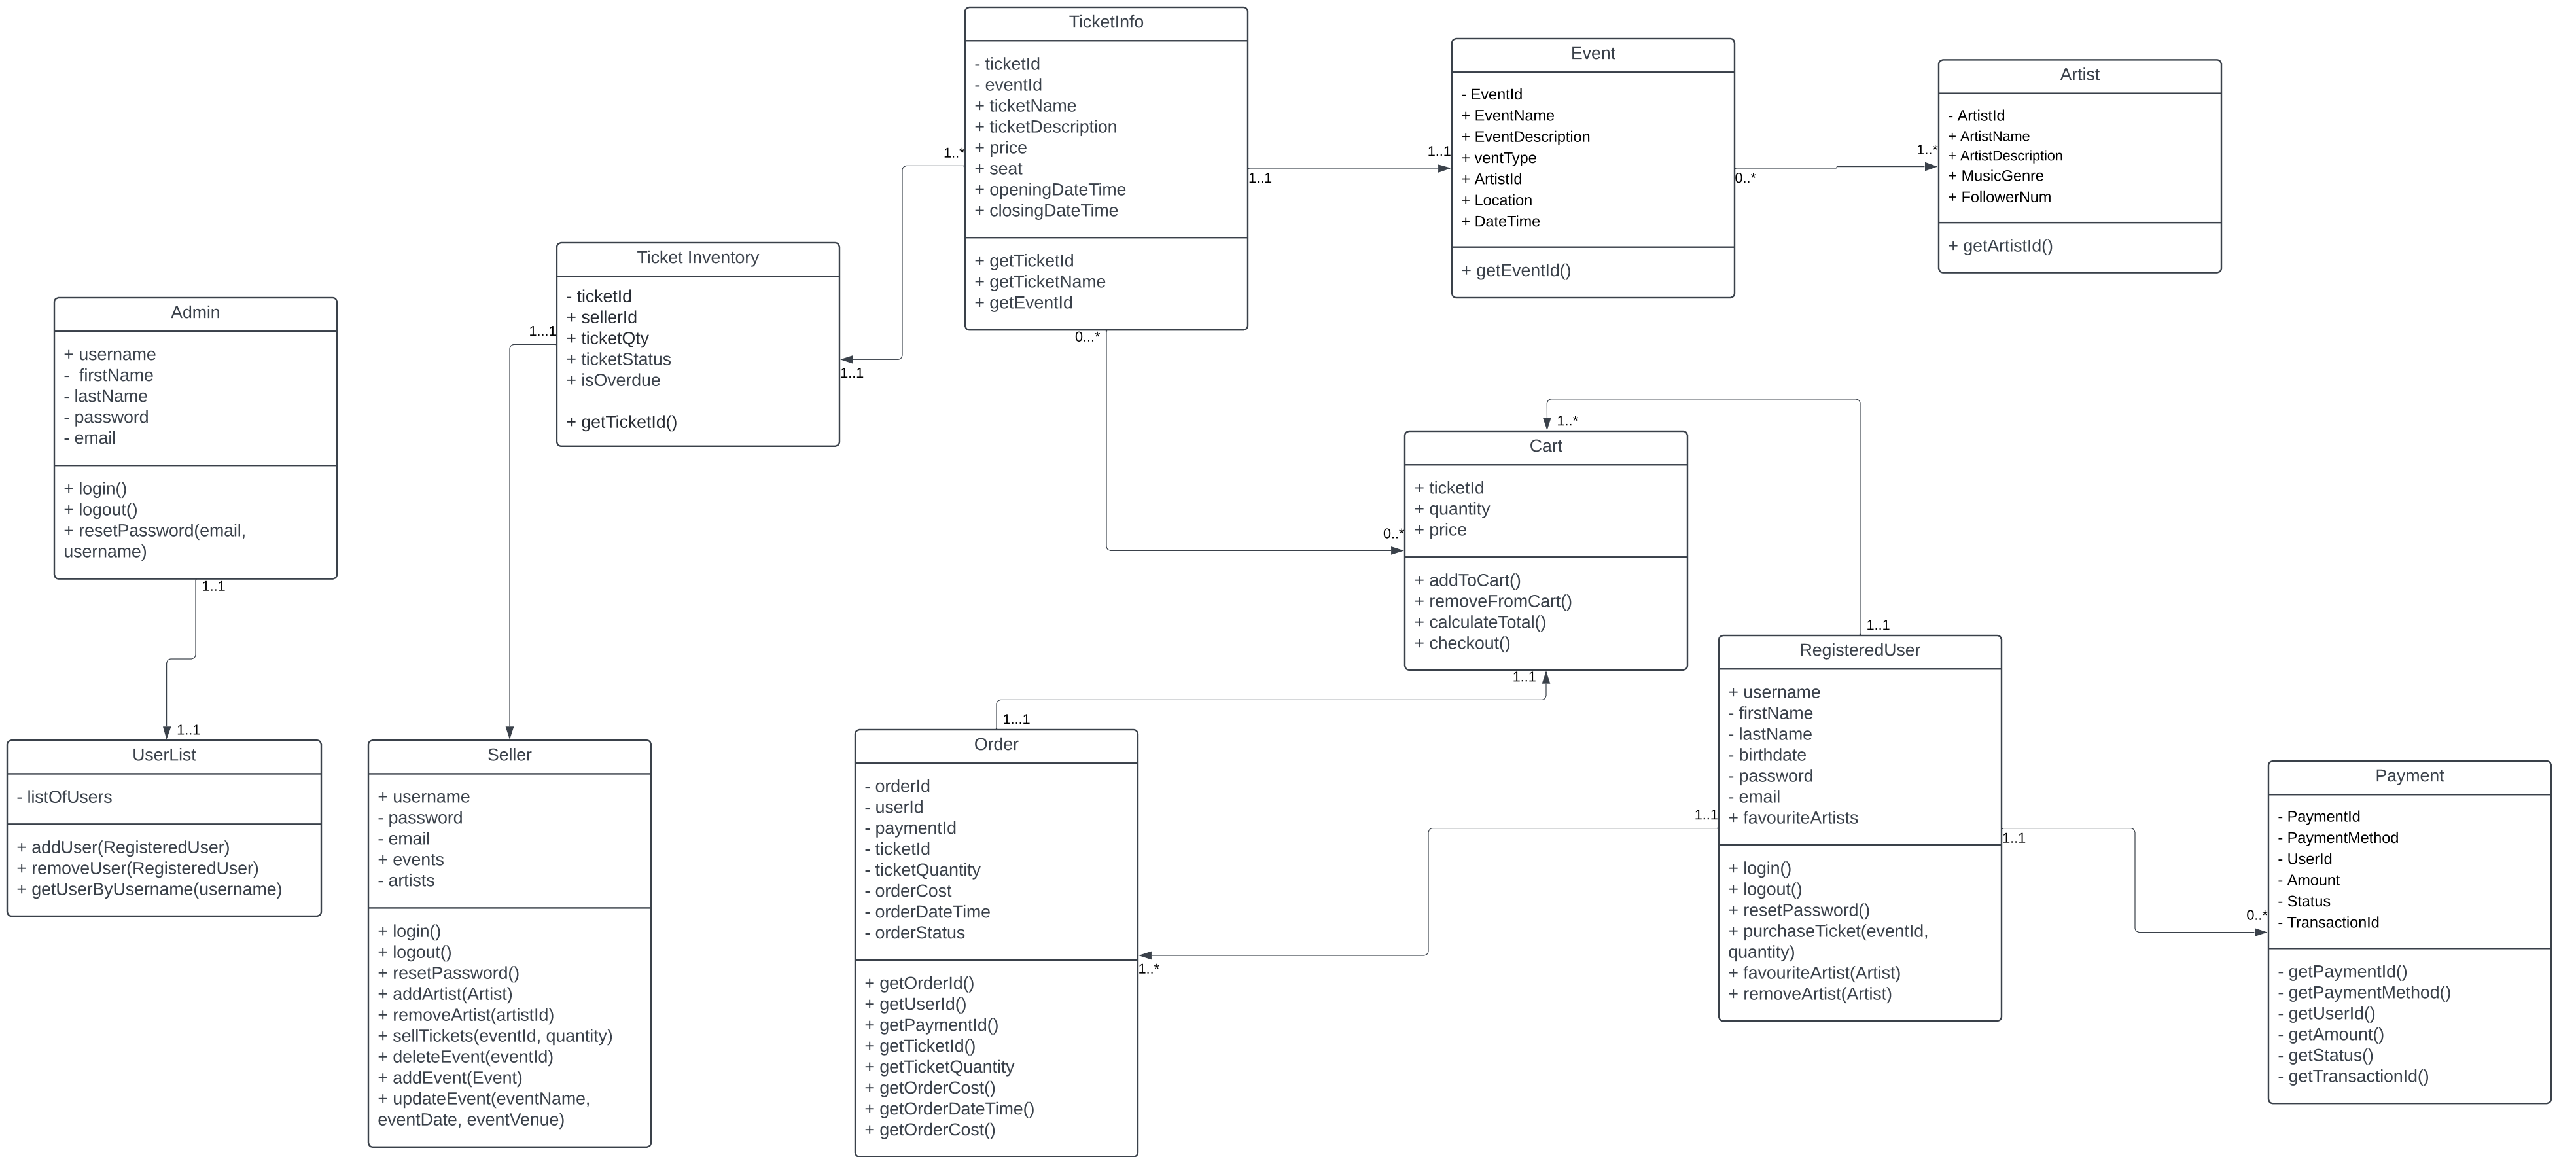 TicketInfo
- ticketId
- eventId
+ ticketName
+ ticketDescription
+ price
+ seat
+ openingDateTime
+ closingDateTime
+ getTicketId
+ getTicketName
+ getEventId
1..*
1..1
0...*
Event
- EventId
+ EventName
+ EventDescription
+ ventType
+ ArtistId
+ Location
+ DateTime
+ getEventId()
1..1
0..*
Artist
- ArtistId
+ ArtistName
+ ArtistDescription
+ MusicGenre
+ FollowerNum
+ getArtistId()
1..*
Ticket Inventory
- ticketId
+ sellerId
+ ticketQty
+ ticketStatus
+ isOverdue
+ getTicketId()
1...1
1..1
Admin
+ username
-  firstName
- lastName
- password
- email
+ login()
+ logout()
+ resetPassword(email,
username)
1..1
1..*
Cart
+ ticketId
+ quantity
+ price
+ addToCart()
+ removeFromCart()
+ calculateTotal()
+ checkout()
0..*
1..1
1..1
RegisteredUser
+ username
- firstName
- lastName
- birthdate
- password
- email
+ favouriteArtists
+ login()
+ logout()
+ resetPassword()
+ purchaseTicket(eventId,
quantity)
+ favouriteArtist(Artist)
+ removeArtist(Artist)
1..1
1..1
1..1
UserList
- listOfUsers
+ addUser(RegisteredUser)
+ removeUser(RegisteredUser)
+ getUserByUsername(username)
Seller
+ username
- password
- email
+ events
- artists
+ login()
+ logout()
+ resetPassword()
+ addArtist(Artist)
+ removeArtist(artistId)
+ sellTickets(eventId, quantity)
+ deleteEvent(eventId)
+ addEvent(Event)
+ updateEvent(eventName,
eventDate, eventVenue)
1...1
Order
- orderId
- userId
- paymentId
- ticketId
- ticketQuantity
- orderCost
- orderDateTime
- orderStatus
+ getOrderId()
+ getUserId()
+ getPaymentId()
+ getTicketId()
+ getTicketQuantity
+ getOrderCost()
+ getOrderDateTime()
+ getOrderCost()
1..*
Payment
- PaymentId
- PaymentMethod
- UserId
- Amount
- Status
- TransactionId
- getPaymentId()
- getPaymentMethod()
- getUserId()
- getAmount()
- getStatus()
- getTransactionId()
0..*